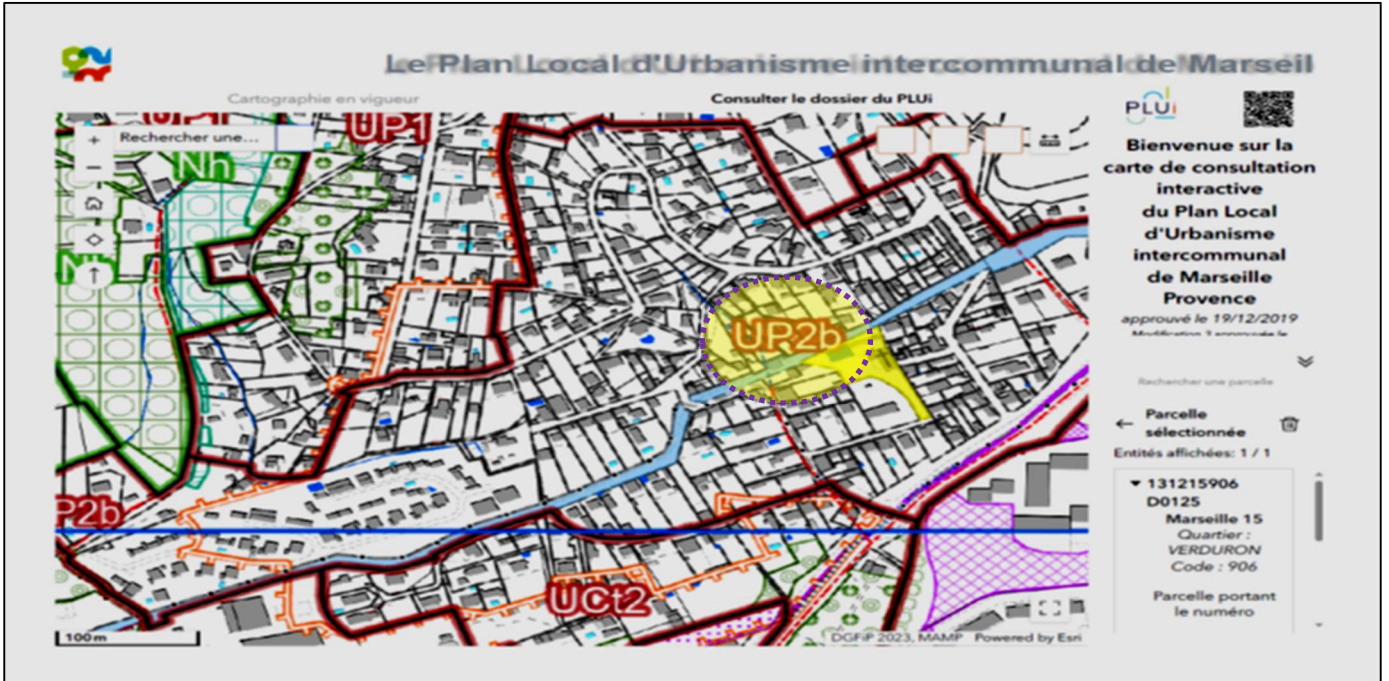 Le Plan Local d'Urbanisme intercommunal de Marseil
Cartographie en vigueur
Consulter le dossier du PLUi
+
Rechercher une...
−
UP1
UP1
Nh
UP2b
P2b
UCt2
100 m
DGFiP 2023, MAMP Powered by Esri
PLUi
Bienvenue sur la
carte de consultation
interactive
du Plan Local
d'Urbanisme
intercommunal
de Marseille
Provence
approuvé le 19/12/2019
Rechercher une parcelle
Parcelle
sélectionnée
Entités affichées: 1 / 1
131215906
D0125
Marseille 15
Quartier :
VERDURON
Code : 906
Parcelle portant
le numéro